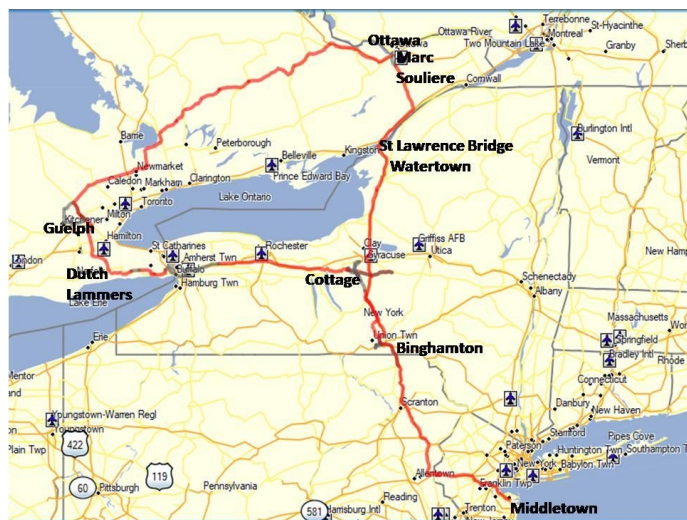 Terrebonne
Ottawa River
St-Hyacinthe
Ottawa
Ottawa
Two Mountain Lake
Montreal
Granby
Sherb
Marc
Souliere
Cornwall
Barrie
Peterborough
Kingston
St Lawrence Bridge
Belleville
Watertown
Burlington Intl
Newmarket
Prince Edward Bay
Vermont
Caledon
Markham
Clarington
Lake Ontario
Toronto
Guelph
Kitchener
Milton
New Hamp
Hamilton
Clay
Griffiss AFB
London
St Catharines
Rochester
Syracuse
Utica
Amherst Twn
Dutch
Buffalo
Cottage
Schenectady
Lammers
Hamburg Twn
Albany
Lake Erie
New York
Massachusetts
Wo
Erie
Union Twn
Binghamton
Springfield
Bradley Intl
Rhode
Mentor
Connecticut
and
Scranton
Danbury
New Haven
Youngstown-Warren Regl
Youngstown
Stamford
Pipes Cove
422
Paterson
Plain Twp
119
Huntington Twn
Southampton T
New York
Babylon Twn
Allentown
Franklin Twp
60
Pittsburgh
Pennsylvania
Reading
581
Harrisburg Intl
Trenton
Middletown
New Jers